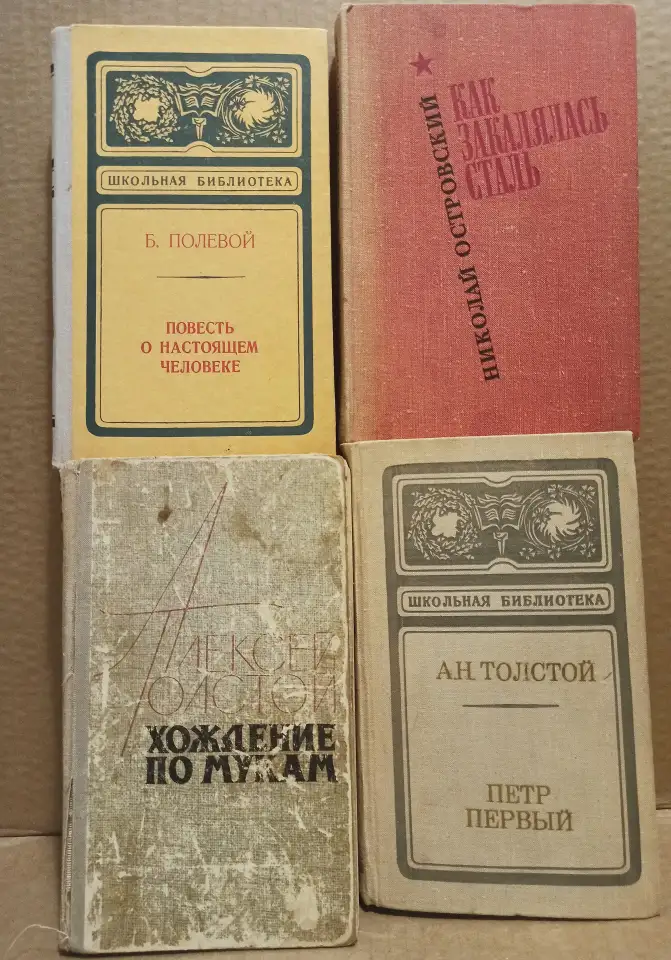 ШКОЛЬНАЯ БИБЛИОТЕКА
Б. ПОЛЕВОЙ
ПОВЕСТЬ
О НАСТОЯЩЕМ
ЧЕЛОВЕКЕ
НИКОЛАЙ ОСТРОВСКИЙ
КАК
ЗАКАЛЯЛАСЬ
СТАЛЬ
АЛЕКСЕЙ
ТОЛСТОЙ
ХОЖДЕНИЕ
ПО МУКАМ
ШКОЛЬНАЯ БИБЛИОТЕКА
А.Н. ТОЛСТОЙ
ПЕТР
ПЕРВЫЙ